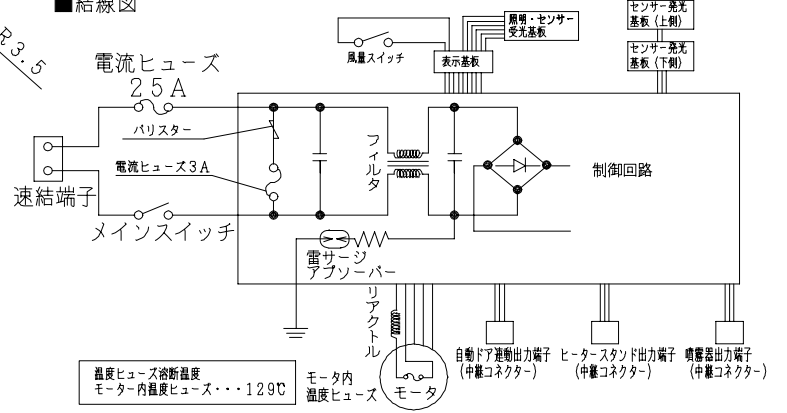 ■結線図
R3.5
電流ヒューズ
25A
バリスター
電流ヒューズ3A
速結端子
メインスイッチ
風量スイッチ
表示基板
照明・センサー
受光基板
センサー発光
基板(上側)
センサー発光
基板(下側)
フィルタ
制御回路
雷サージ
アブソーバー
リアクトル
モータ内
温度ヒューズ
モータ
自動ドア連動出力端子
(中継コネクター)
ヒータースタンド出力端子
(中継コネクター)
噴霧器出力端子
(中継コネクター)
温度ヒューズ溶断温度
モーター内温度ヒューズ・・・129℃